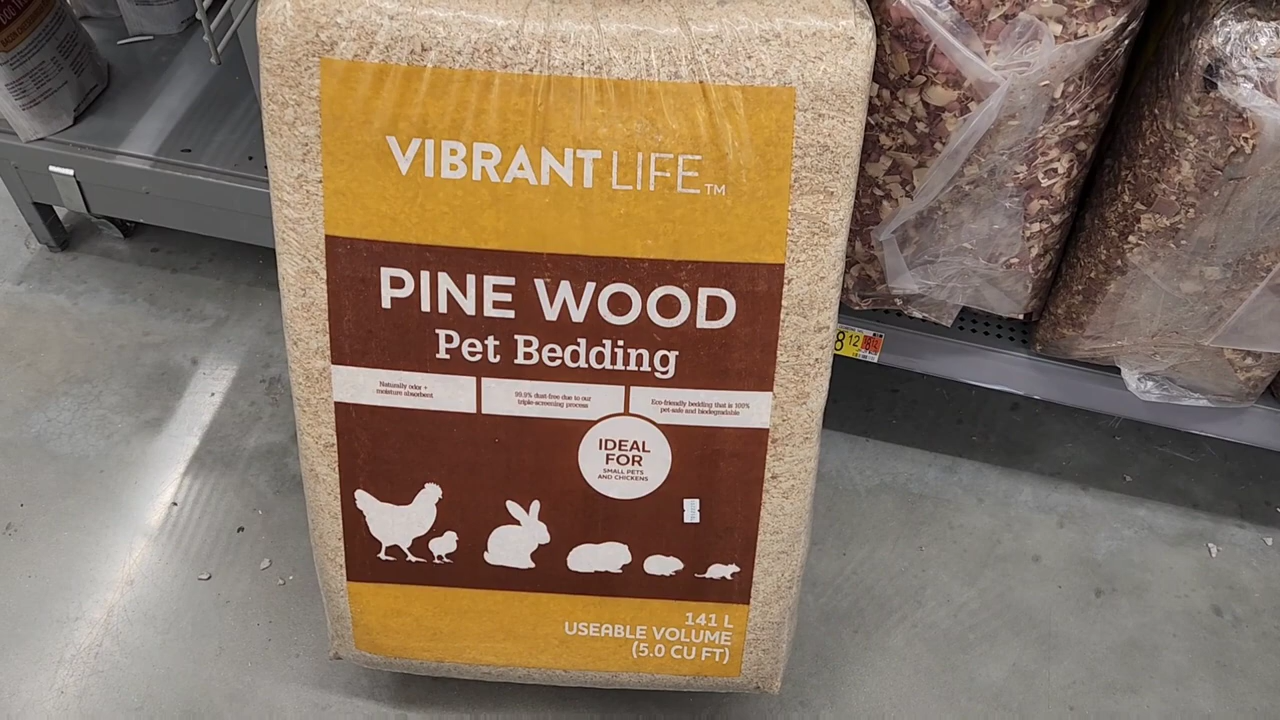 VIBRANT LIFE™
PINE WOOD
Pet Bedding
Naturally odor +
moisture absorbent
99.9% dust-free due to our
triple-screening process
Eco-friendly bedding that is 100%
pet-safe and biodegradable
IDEAL
FOR
SMALL PETS
AND CHICKENS
141 L
USEABLE VOLUME
(5.0 CU FT)
8 12